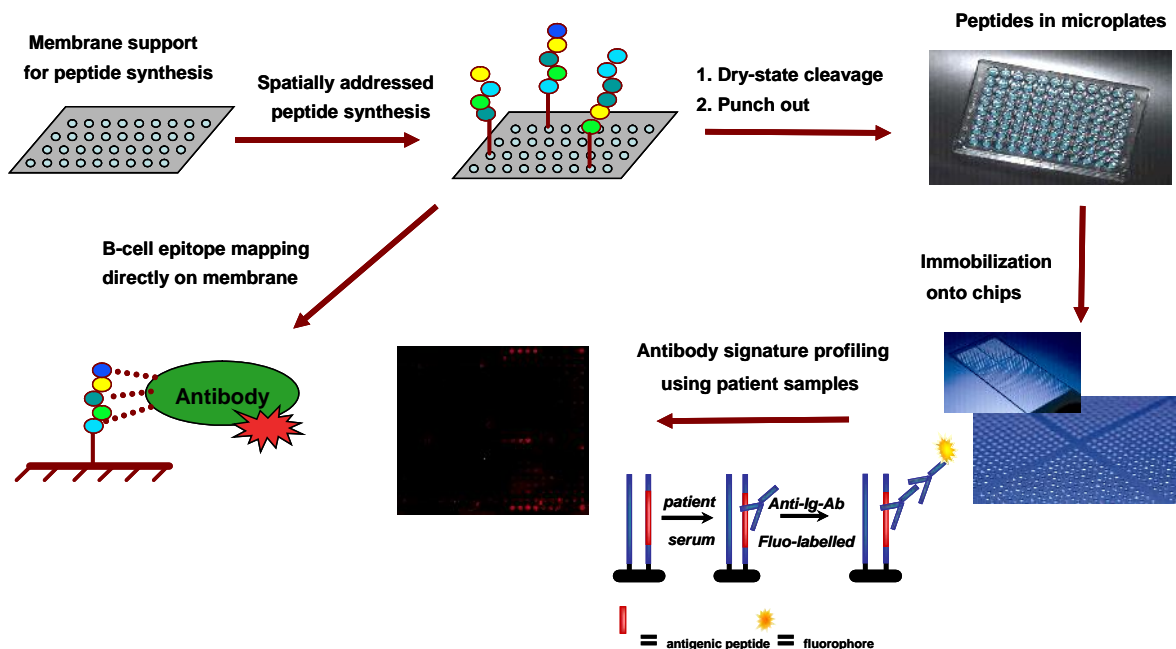 Membrane support
for peptide synthesis
Spatially addressed
peptide synthesis
1. Dry-state cleavage
2. Punch out
Peptides in microplates
B-cell epitope mapping
directly on membrane
Immobilization
onto chips
Antibody signature profiling
using patient samples
Antibody
patient
serum
Anti-Ig-Ab
Fluo-labelled
= antigenic peptide = fluorophore